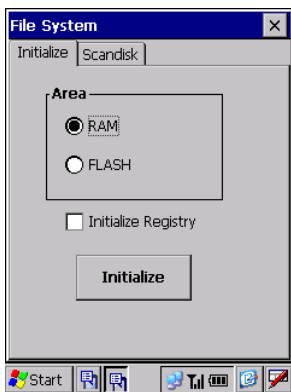 File System
Initialize Scandisk
Area
RAM
FLASH
Initialize Registry
Initialize
Start